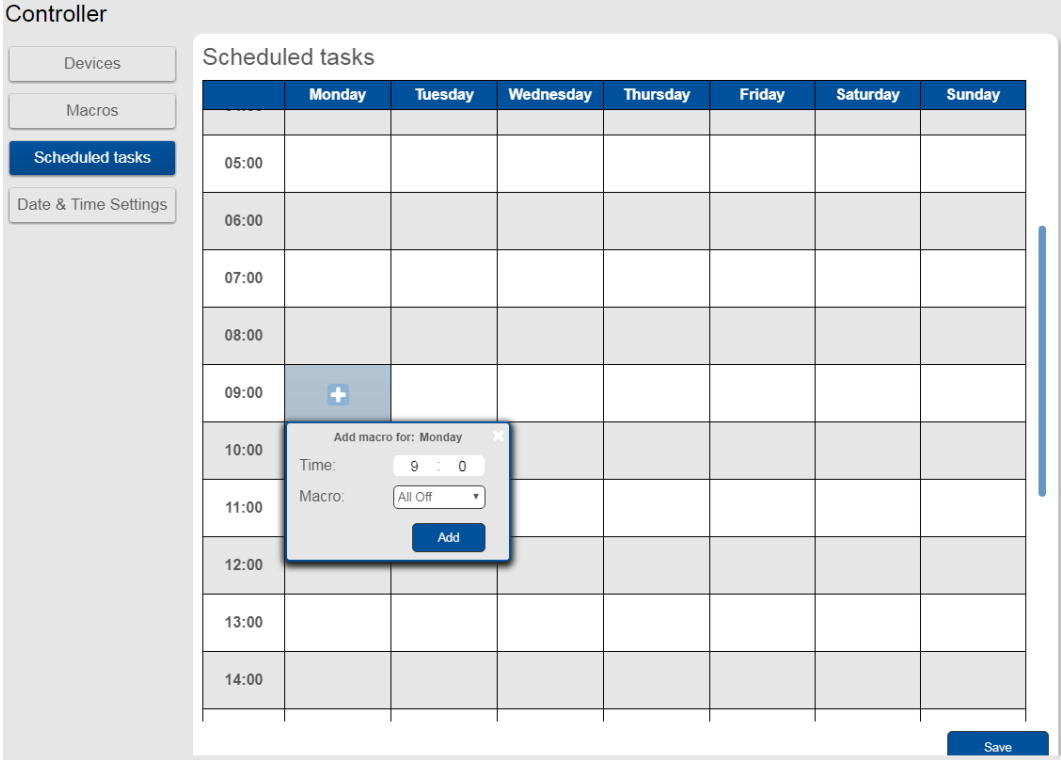 Controller
Devices
Macros
Scheduled tasks
Date & Time Settings
Scheduled tasks
Monday Tuesday Wednesday Thursday Friday Saturday Sunday
05:00
06:00
07:00
08:00
09:00
10:00
11:00
12:00
13:00
14:00
Add macro for: Monday
Time: 9 : 0
Macro: All Off
Add
Save